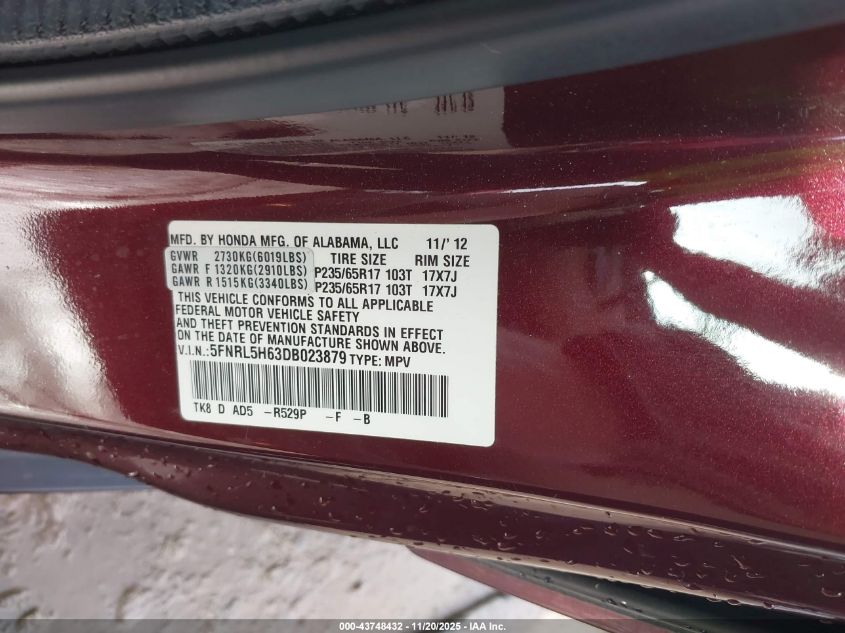 MFD. BY HONDA MFG. OF ALABAMA, LLC 11/' 12
GVWR 2730KG(6019LBS) TIRE SIZE RIM SIZE
GAWR F 1320KG(2910LBS) P235/65R17 103T 17X7J
GAWR R 1515KG(3340LBS) P235/65R17 103T 17X7J
THIS VEHICLE CONFORMS TO ALL APPLICABLE
FEDERAL MOTOR VEHICLE SAFETY
AND THEFT PREVENTION STANDARDS IN EFFECT
ON THE DATE OF MANUFACTURE SHOWN ABOVE.
V.I.N.: 5FNRL5H63DB023879 TYPE: MPV
TK8 D AD5 -R529P -F -B
000-43748432 - 11/20/2025 - IAA Inc.